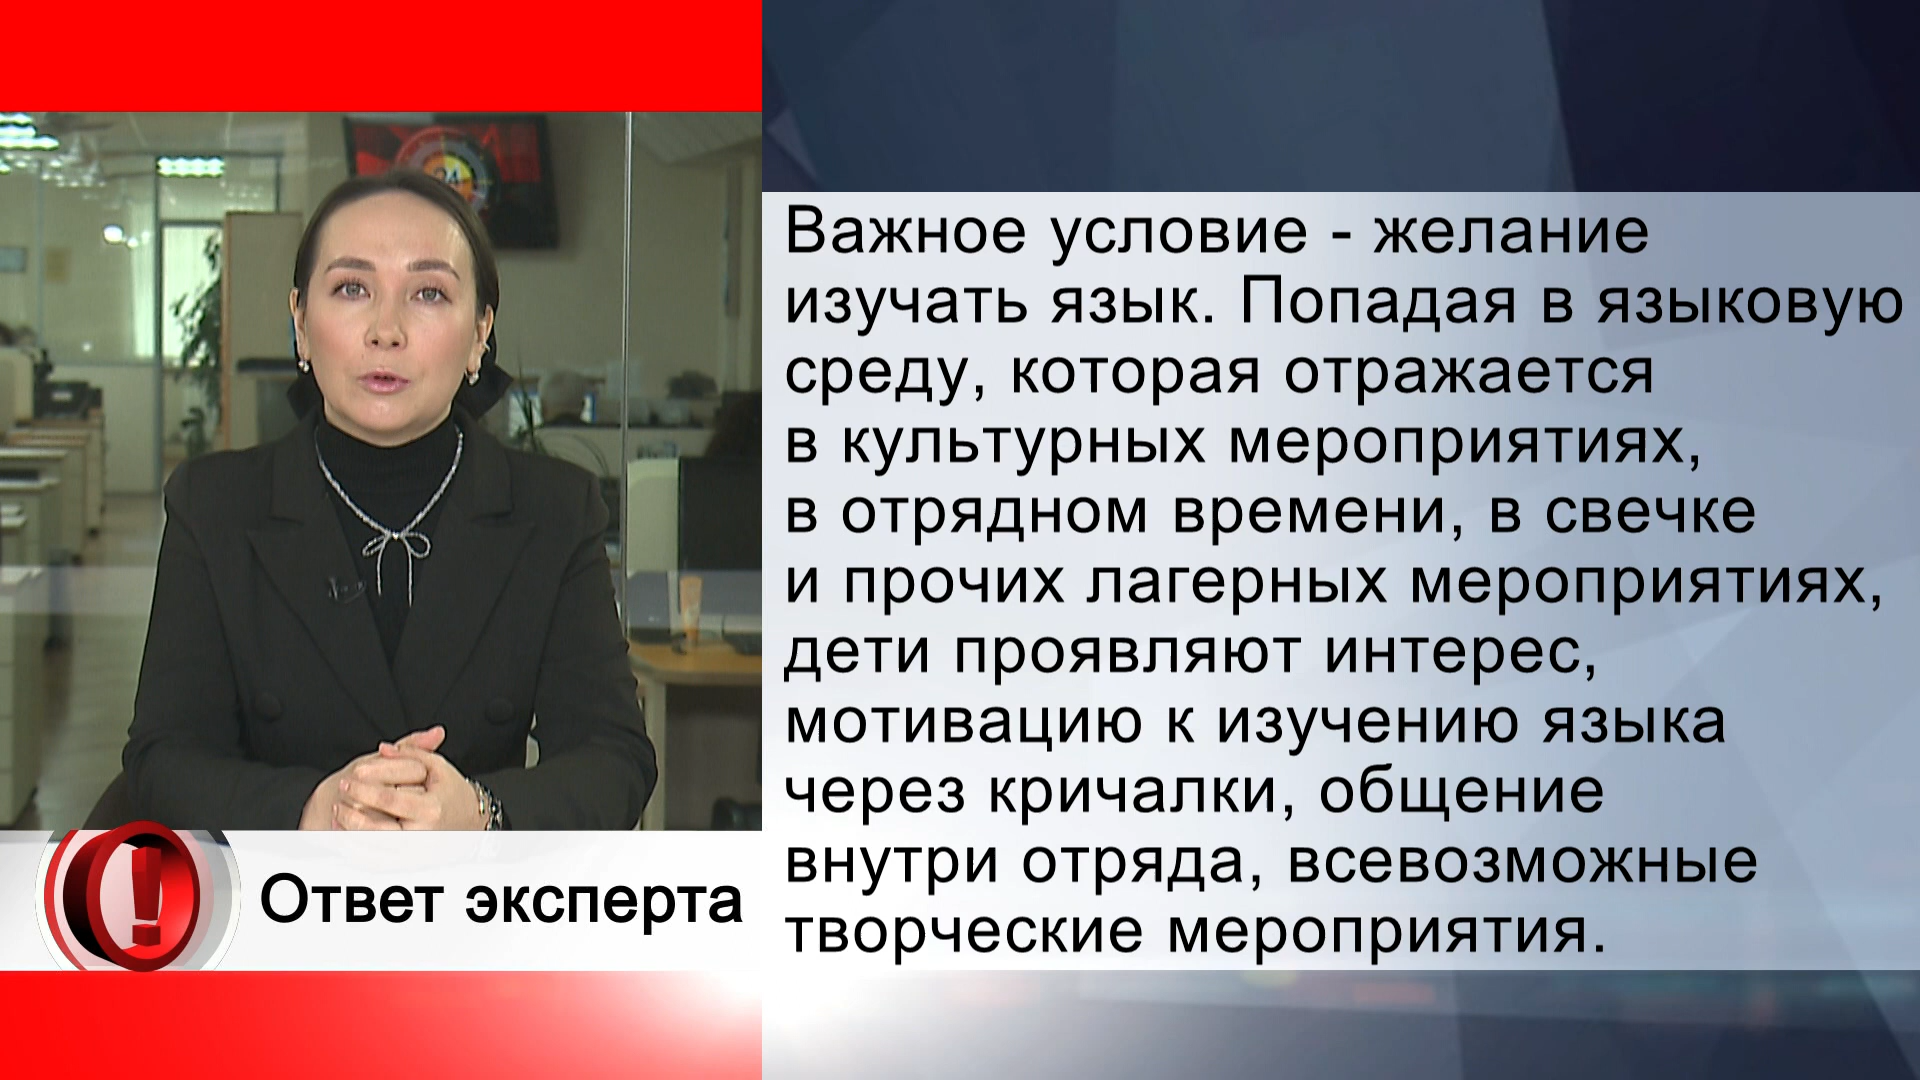 24
Ответ эксперта
Важное условие - желание
изучать язык. Попадая в языковую
среду, которая отражается
в культурных мероприятиях,
в отрядном времени, в свечке
и прочих лагерных мероприятиях,
дети проявляют интерес,
мотивацию к изучению языка
через кричалки, общение
внутри отряда, всевозможные
творческие мероприятия.